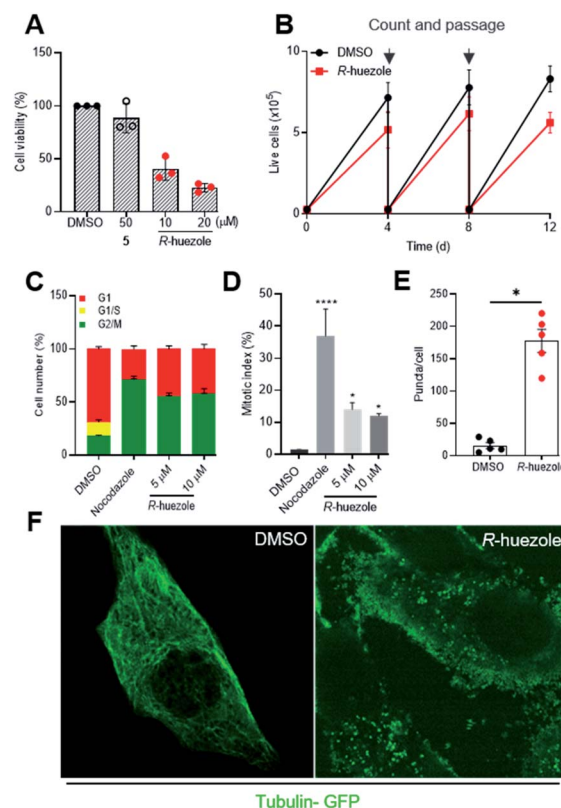 A
Cell viability (%)
150
100
50
0
DMSO 50 10 20 (μM)
5 R-huezole
B
Count and passage
DMSO
R-huezole
Live cells (x10⁵)
10
5
0
0 4 8 12
Time (d)
C
G1
G1/S
G2/M
Cell number (%)
150
100
50
0
DMSO
Nocodazole
5 μM
10 μM
R-huezole
D
Mitotic index (%)
50
40
30
20
10
0
****
*
*
DMSO
Nocodazole
5 μM
10 μM
R-huezole
E
Puncta/cell
250
200
150
100
50
0
*
DMSO R-huezole
F
DMSO
R-huezole
Tubulin- GFP